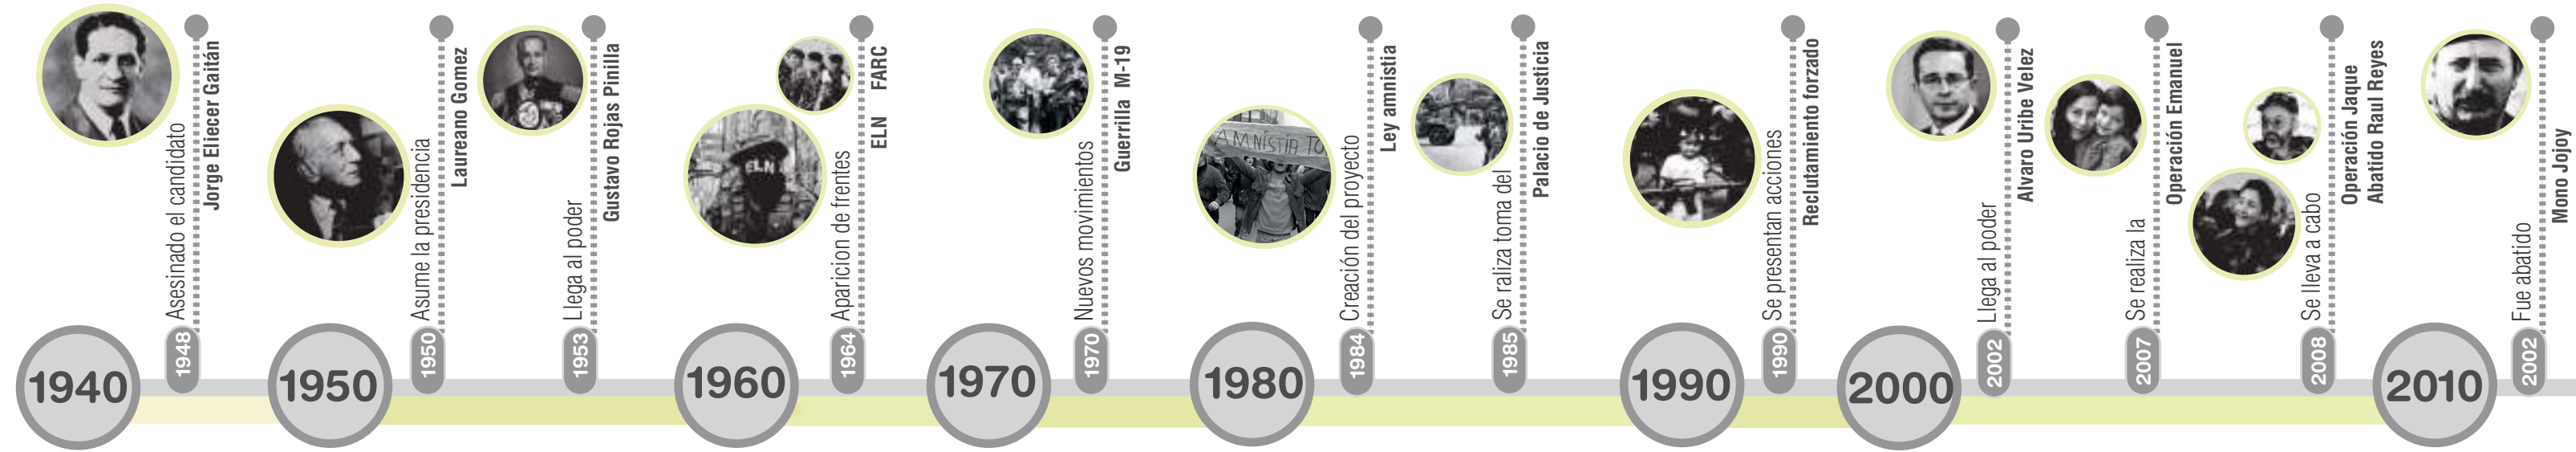 1940
1948
Asesinado el candidato
Jorge Eliecer Gaitán
1950
1950
Asume la presidencia
Laureano Gomez
1953
Llega al poder
Gustavo Rojas Pinilla
1960
ELN
1964
Aparicion de frentes
ELN FARC
1970
1970
Nuevos movimientos
Guerrilla M-19
1980
AMNISTIA TO
1984
Creación del proyecto
Ley amnistia
1985
Se raliza toma del
Palacio de Justicia
1990
1990
Se presentan acciones
Reclutamiento forzado
2000
2002
Llega al poder
Alvaro Uribe Velez
2007
Se realiza la
Operación Emanuel
2008
Se lleva a cabo
Operación Jaque
Abatido Raul Reyes
2010
2002
Fue abatido
Mono Jojoy